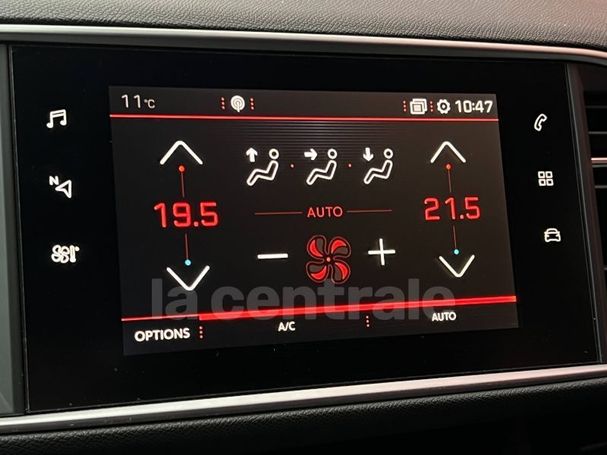 11°C 10:47
N
19.5 21.5
AUTO
la centrale
OPTIONS A/C AUTO